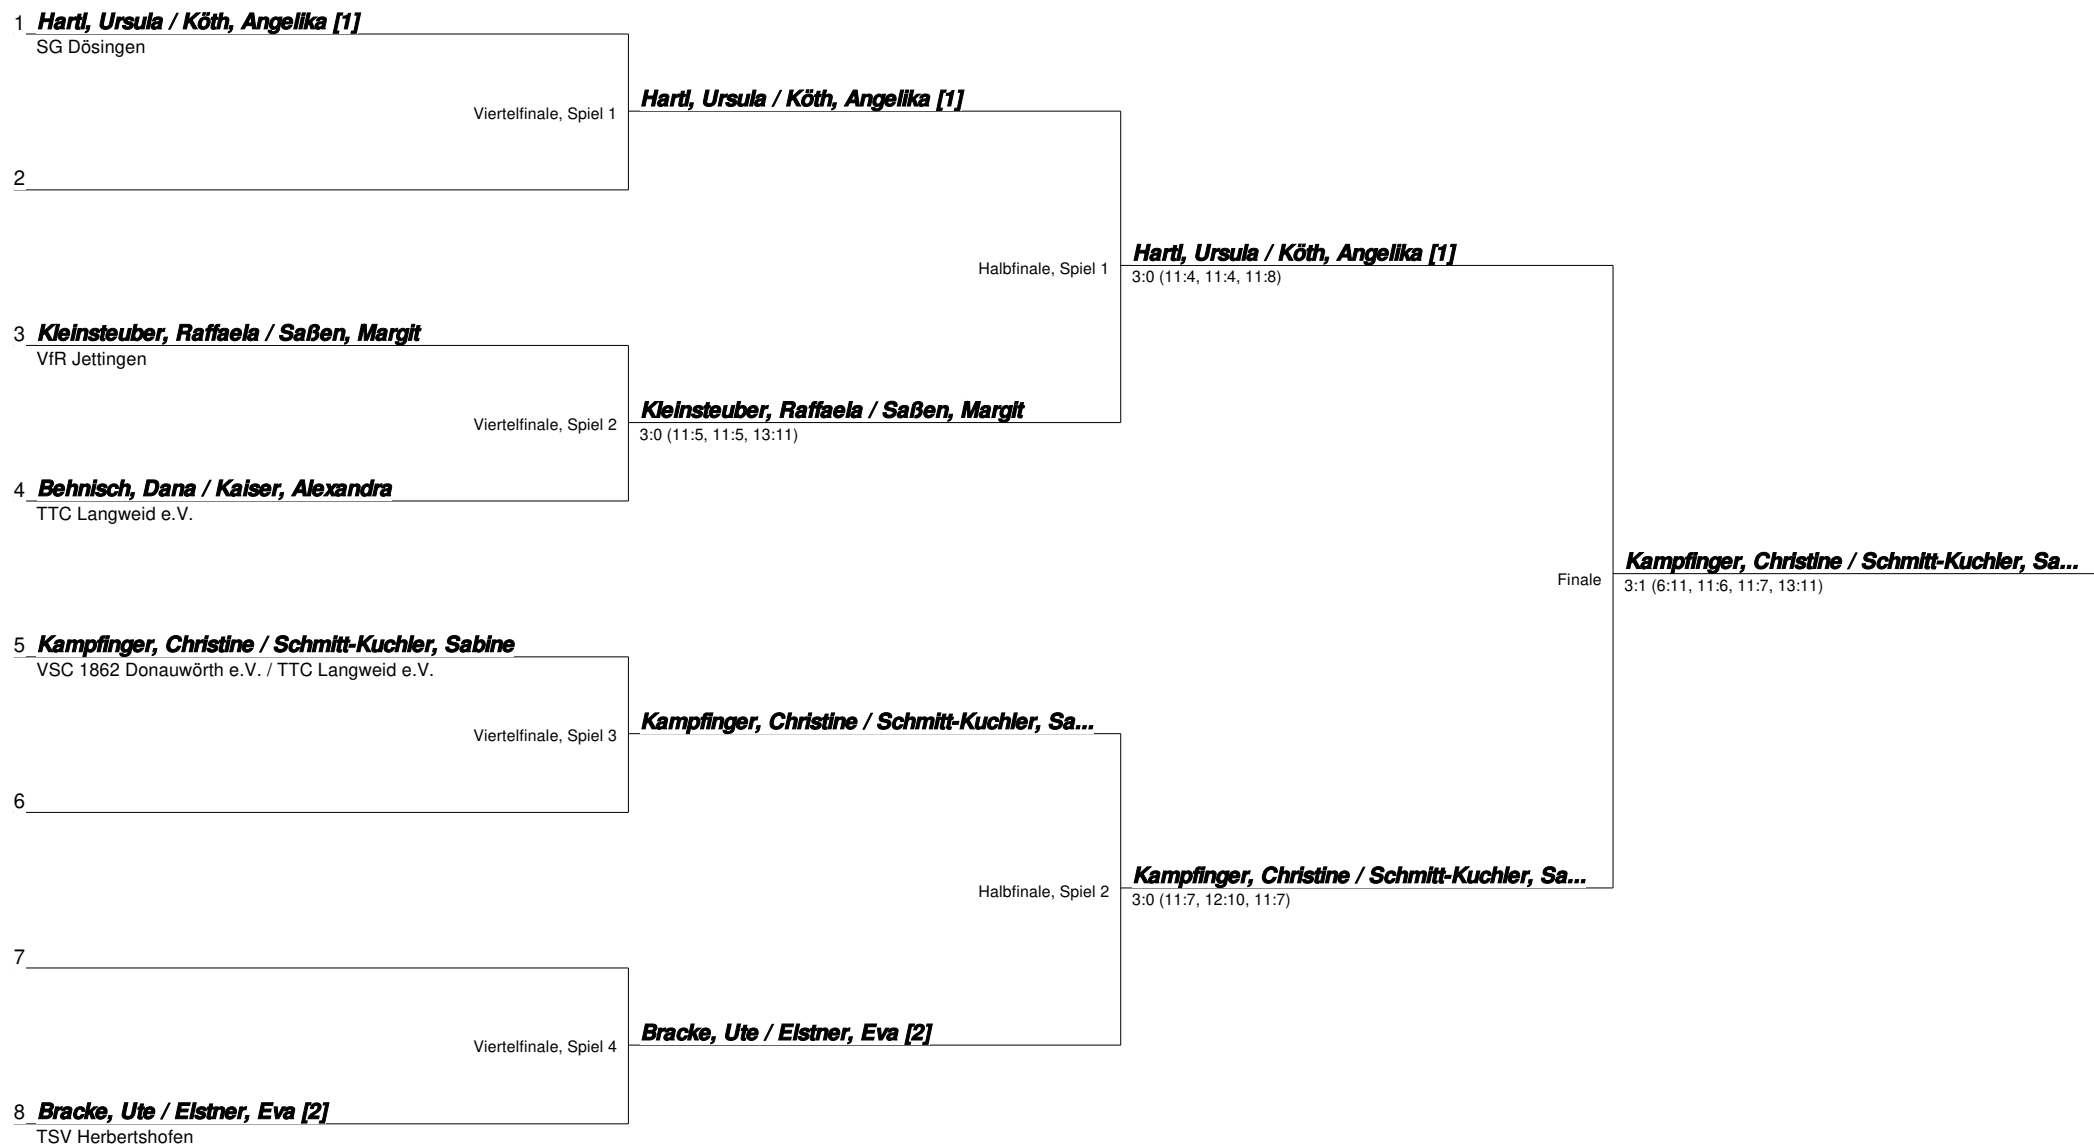 1 Hartl, Ursula / Köth, Angelika [1]
SG Dösingen
Viertelfinale, Spiel 1
Hartl, Ursula / Köth, Angelika [1]
2
Halbfinale, Spiel 1
Hartl, Ursula / Köth, Angelika [1]
3:0 (11:4, 11:4, 11:8)
3 Kleinsteuber, Raffaela / Saßen, Margit
VfR Jettingen
Viertelfinale, Spiel 2
Kleinsteuber, Raffaela / Saßen, Margit
3:0 (11:5, 11:5, 13:11)
4 Behnisch, Dana / Kaiser, Alexandra
TTC Langweid e.V.
Finale
Kampfinger, Christine / Schmitt-Kuchler, Sa...
3:1 (6:11, 11:6, 11:7, 13:11)
5 Kampfinger, Christine / Schmitt-Kuchler, Sabine
VSC 1862 Donauwörth e.V. / TTC Langweid e.V.
Viertelfinale, Spiel 3
Kampfinger, Christine / Schmitt-Kuchler, Sa...
6
Halbfinale, Spiel 2
Kampfinger, Christine / Schmitt-Kuchler, Sa...
3:0 (11:7, 12:10, 11:7)
7
Viertelfinale, Spiel 4
Bracke, Ute / Elstner, Eva [2]
8 Bracke, Ute / Elstner, Eva [2]
TSV Herbertshofen